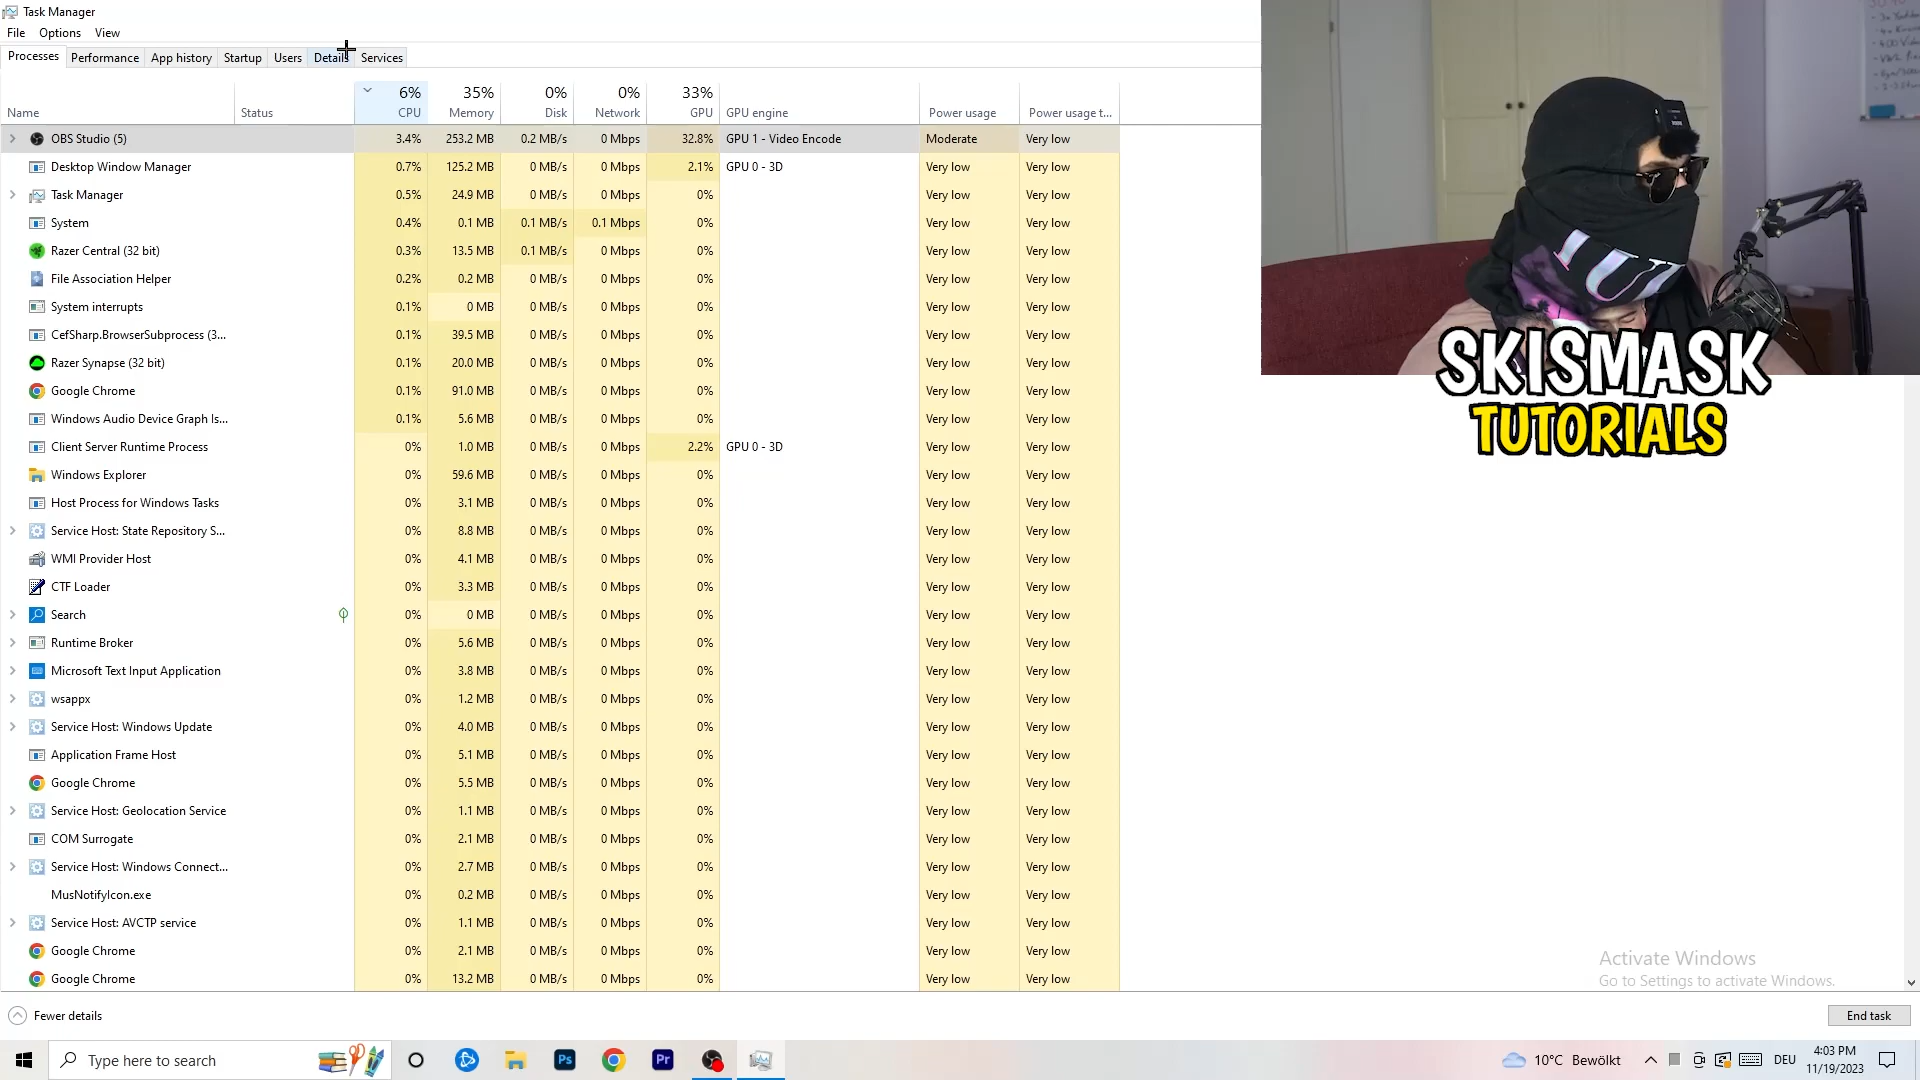 Task Manager
File Options View
Processes Performance App history Startup Users Details Services
6% 35% 0% 0% 33%
Name Status CPU Memory Disk Network GPU GPU engine Power usage Power usage t...
OBS Studio (5) 3.4% 253.2 MB 0.2 MB/s 0 Mbps 32.8% GPU 1 - Video Encode Moderate Very low
Desktop Window Manager 0.7% 125.2 MB 0 MB/s 0 Mbps 2.1% GPU 0 - 3D Very low Very low
Task Manager 0.5% 24.9 MB 0 MB/s 0 Mbps 0% Very low Very low
System 0.4% 0.1 MB 0.1 MB/s 0.1 Mbps 0% Very low Very low
Razer Central (32 bit) 0.3% 13.5 MB 0.1 MB/s 0 Mbps 0% Very low Very low
File Association Helper 0.2% 0.2 MB 0 MB/s 0 Mbps 0% Very low Very low
System interrupts 0.1% 0 MB 0 MB/s 0 Mbps 0% Very low Very low
CefSharp.BrowserSubprocess (3... 0.1% 39.5 MB 0 MB/s 0 Mbps 0% Very low Very low
Razer Synapse (32 bit) 0.1% 20.0 MB 0 MB/s 0 Mbps 0% Very low Very low
Google Chrome 0.1% 91.0 MB 0 MB/s 0 Mbps 0% Very low Very low
Windows Audio Device Graph Is... 0.1% 5.6 MB 0 MB/s 0 Mbps 0% Very low Very low
Client Server Runtime Process 0% 1.0 MB 0 MB/s 0 Mbps 2.2% GPU 0 - 3D Very low Very low
Windows Explorer 0% 59.6 MB 0 MB/s 0 Mbps 0% Very low Very low
Host Process for Windows Tasks 0% 3.1 MB 0 MB/s 0 Mbps 0% Very low Very low
Service Host: State Repository S... 0% 8.8 MB 0 MB/s 0 Mbps 0% Very low Very low
WMI Provider Host 0% 4.1 MB 0 MB/s 0 Mbps 0% Very low Very low
CTF Loader 0% 3.3 MB 0 MB/s 0 Mbps 0% Very low Very low
Search 0% 0 MB 0 MB/s 0 Mbps 0% Very low Very low
Runtime Broker 0% 5.6 MB 0 MB/s 0 Mbps 0% Very low Very low
Microsoft Text Input Application 0% 3.8 MB 0 MB/s 0 Mbps 0% Very low Very low
wsappx 0% 1.2 MB 0 MB/s 0 Mbps 0% Very low Very low
Service Host: Windows Update 0% 4.0 MB 0 MB/s 0 Mbps 0% Very low Very low
Application Frame Host 0% 5.1 MB 0 MB/s 0 Mbps 0% Very low Very low
Google Chrome 0% 5.5 MB 0 MB/s 0 Mbps 0% Very low Very low
Service Host: Geolocation Service 0% 1.1 MB 0 MB/s 0 Mbps 0% Very low Very low
COM Surrogate 0% 2.1 MB 0 MB/s 0 Mbps 0% Very low Very low
Service Host: Windows Connect... 0% 2.7 MB 0 MB/s 0 Mbps 0% Very low Very low
MusNotifyIcon.exe 0% 0.2 MB 0 MB/s 0 Mbps 0% Very low Very low
Service Host: AVCTP service 0% 1.1 MB 0 MB/s 0 Mbps 0% Very low Very low
Google Chrome 0% 2.1 MB 0 MB/s 0 Mbps 0% Very low Very low
Google Chrome 0% 13.2 MB 0 MB/s 0 Mbps 0% Very low Very low
SKISMASK
TUTORIALS
Activate Windows
Go to Settings to activate Windows.
Fewer details End task
Type here to search Ps Pr 10°C Bewölkt DEU 4:03 PM
11/19/2023